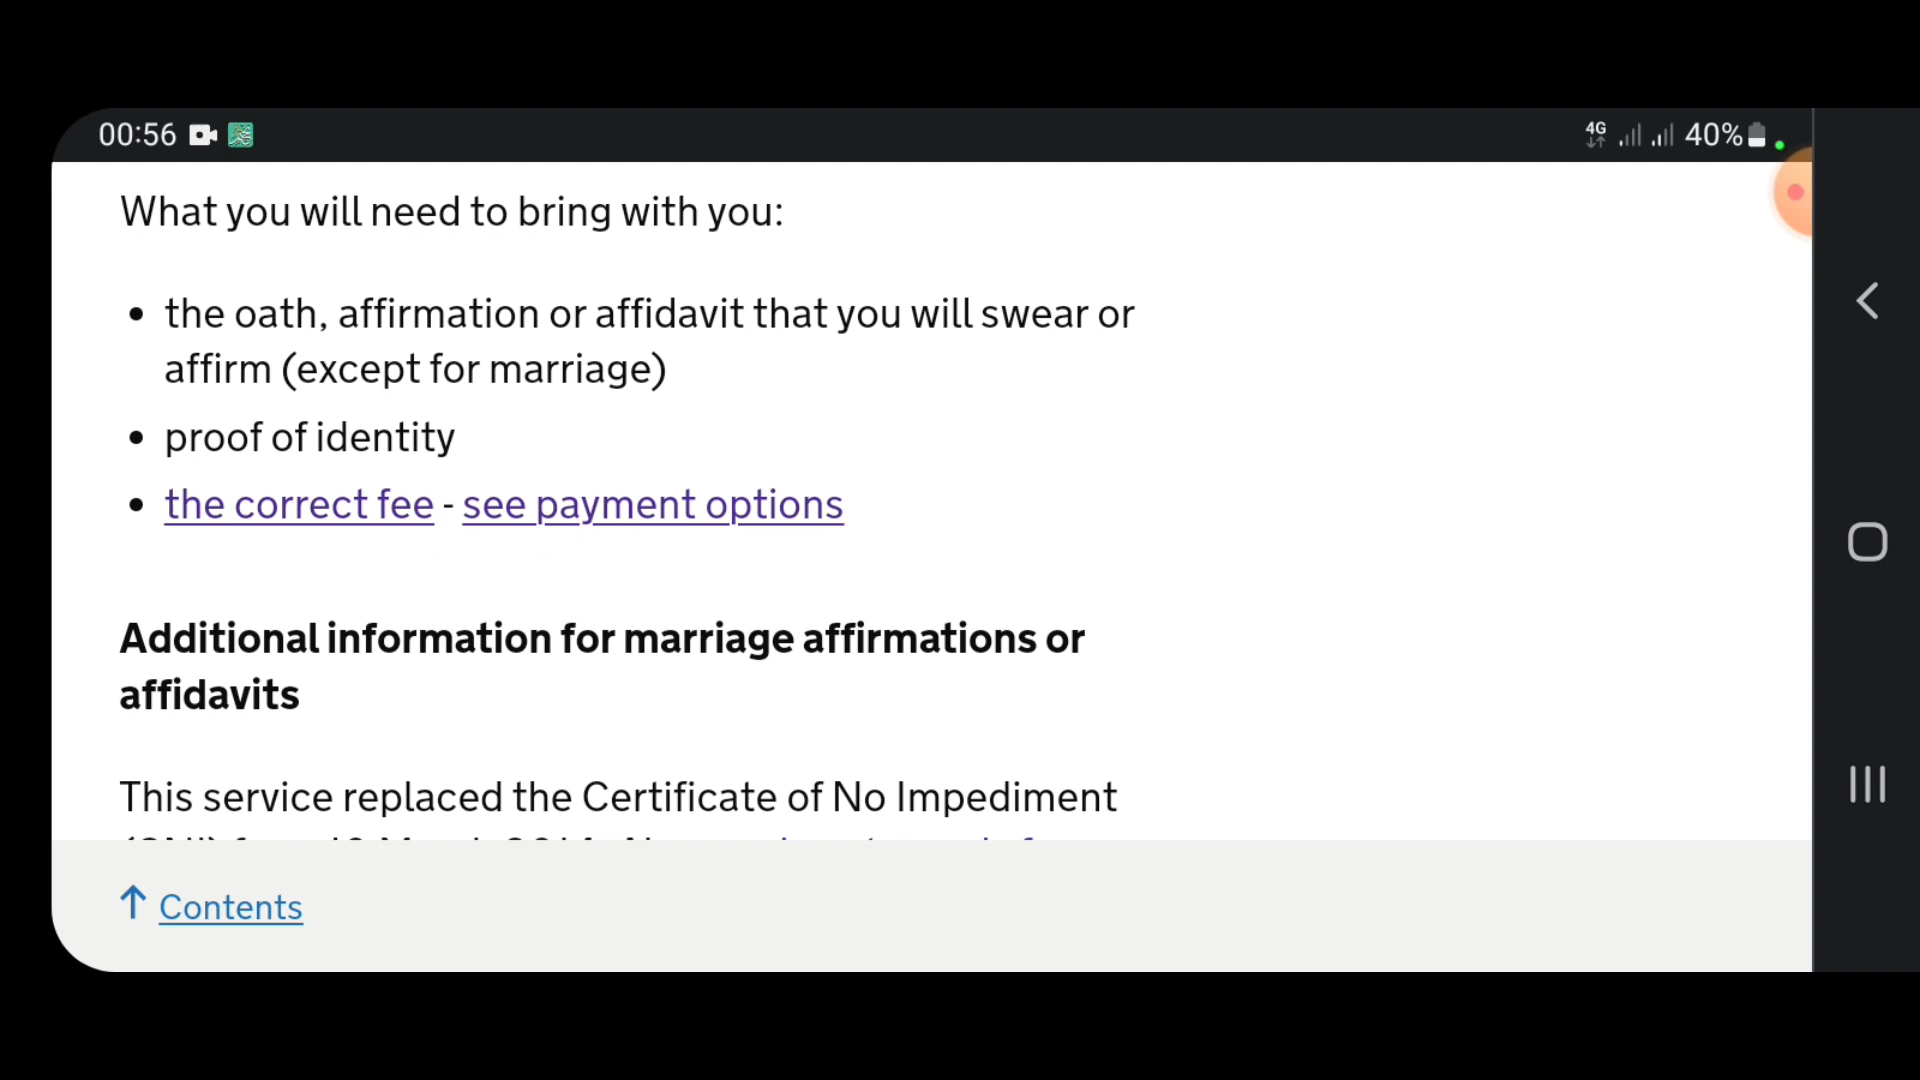 00:56
4G 40%
What you will need to bring with you:
• the oath, affirmation or affidavit that you will swear or
affirm (except for marriage)
• proof of identity
• the correct fee - see payment options
Additional information for marriage affirmations or
affidavits
This service replaced the Certificate of No Impediment
↑ Contents